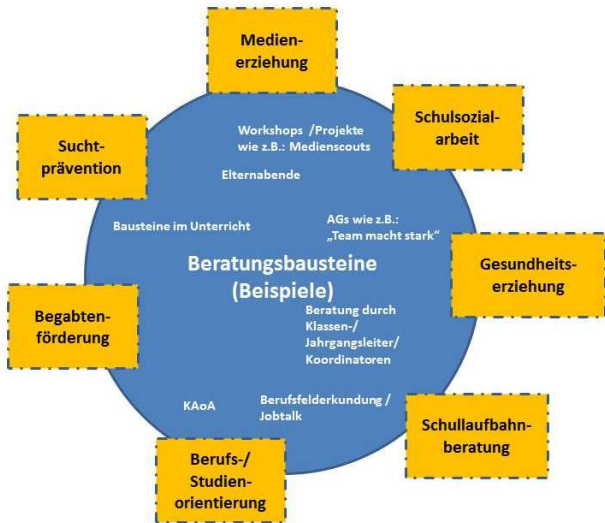 Medien-
erziehung
Schulsozial-
arbeit
Sucht-
prävention
Workshops /Projekte
wie z.B.: Medienscouts
Elternabende
Bausteine im Unterricht
AGs wie z.B.:
„Team macht stark“
Beratungsbausteine
(Beispiele)
Gesundheits-
erziehung
Begabten-
förderung
Beratung durch
Klassen-/
Jahrgangsleiter/
Koordinatoren
KAoA
Berufsfelderkundung /
Jobtalk
Schullaufbahn-
beratung
Berufs-/
Studien-
orientierung